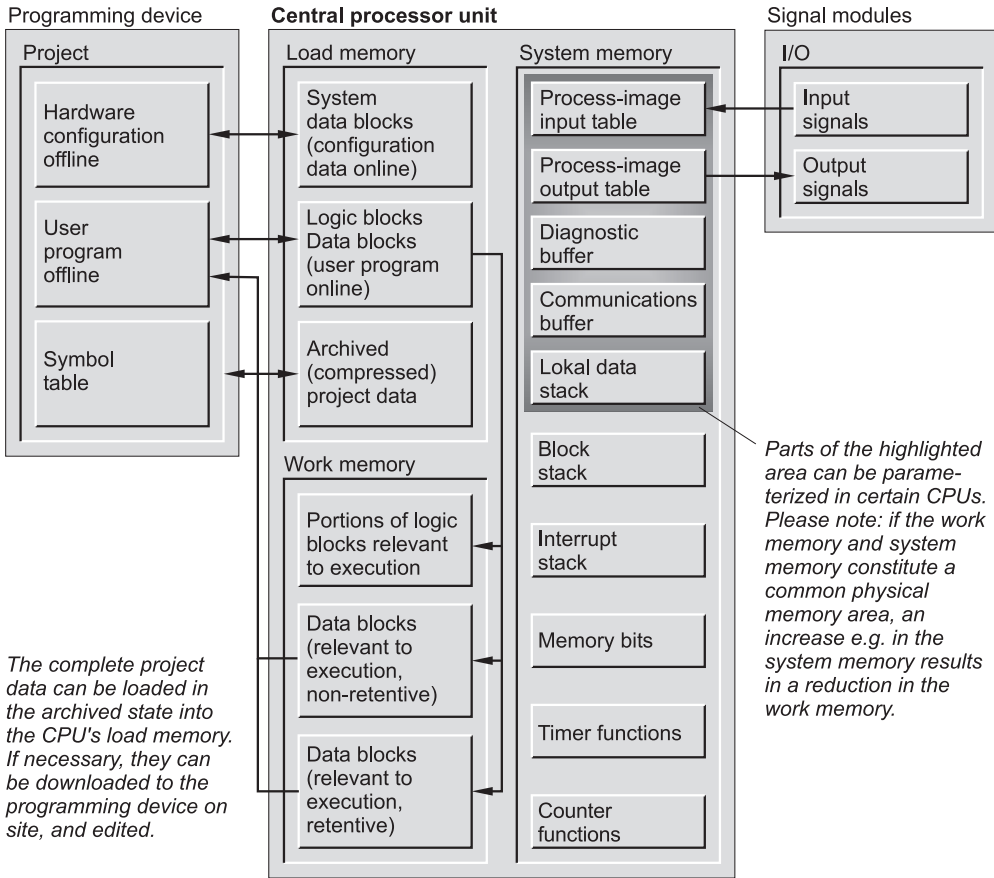 Programming device
Project
Hardware
configuration
offline
User
program
offline
Symbol
table
The complete project
data can be loaded in
the archived state into
the CPU's load memory.
If necessary, they can
be downloaded to the
programming device on
site, and edited.
Central processor unit
Load memory
System
data blocks
(configuration
data online)
Logic blocks
Data blocks
(user program
online)
Archived
(compressed)
project data
Work memory
Portions of logic
blocks relevant
to execution
Data blocks
(relevant to
execution,
non-retentive)
Data blocks
(relevant to
execution,
retentive)
System memory
Process-image
input table
Process-image
output table
Diagnostic
buffer
Communications
buffer
Lokal data
stack
Block
stack
Interrupt
stack
Memory bits
Timer functions
Counter
functions
Signal modules
I/O
Input
signals
Output
signals
Parts of the highlighted
area can be parame-
terized in certain CPUs.
Please note: if the work
memory and system
memory constitute a
common physical
memory area, an
increase e.g. in the
system memory results
in a reduction in the
work memory.